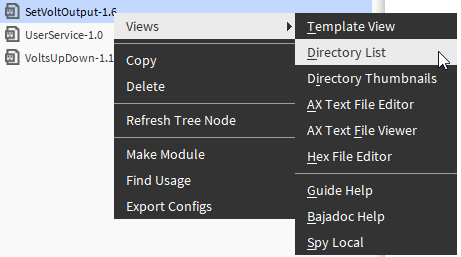 SetVoltOutput-1.6
UserService-1.0
VoltsUpDown-1.1
Views
Copy
Delete
Refresh Tree Node
Make Module
Find Usage
Export Configs
Template View
Directory List
Directory Thumbnails
AX Text File Editor
AX Text File Viewer
Hex File Editor
Guide Help
Bajadoc Help
Spy Local